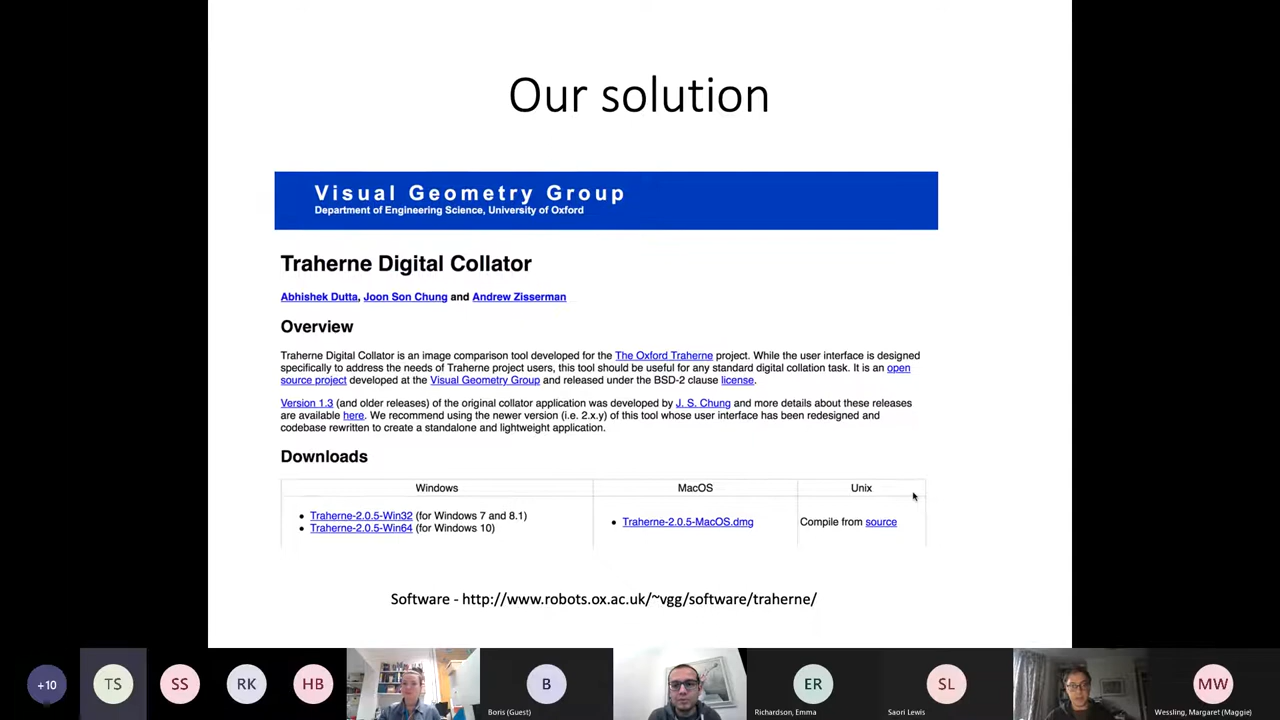 Our solution
Visual Geometry Group
Department of Engineering Science, University of Oxford
Traherne Digital Collator
Abhishek Dutta, Joon Son Chung and Andrew Zisserman
Overview
Traherne Digital Collator is an image comparison tool developed for the The Oxford Traherne project. While the user interface is designed
specifically to address the needs of Traherne project users, this tool should be useful for any standard digital collation task. It is an open
source project developed at the Visual Geometry Group and released under the BSD-2 clause license.
Version 1.3 (and older releases) of the original collator application was developed by J. S. Chung and more details about these releases
are available here. We recommend using the newer version (i.e. 2.x.y) of this tool whose user interface has been redesigned and
codebase rewritten to create a standalone and lightweight application.
Downloads
Windows MacOS Unix
• Traherne-2.0.5-Win32 (for Windows 7 and 8.1)
• Traherne-2.0.5-Win64 (for Windows 10)
• Traherne-2.0.5-MacOS.dmg
Compile from source
Software - http://www.robots.ox.ac.uk/~vgg/software/traherne/
+10 TS SS RK HB B ER SL MW
Boris (Guest) Richardson, Emma Saori Lewis Wessling, Margaret (Maggie)